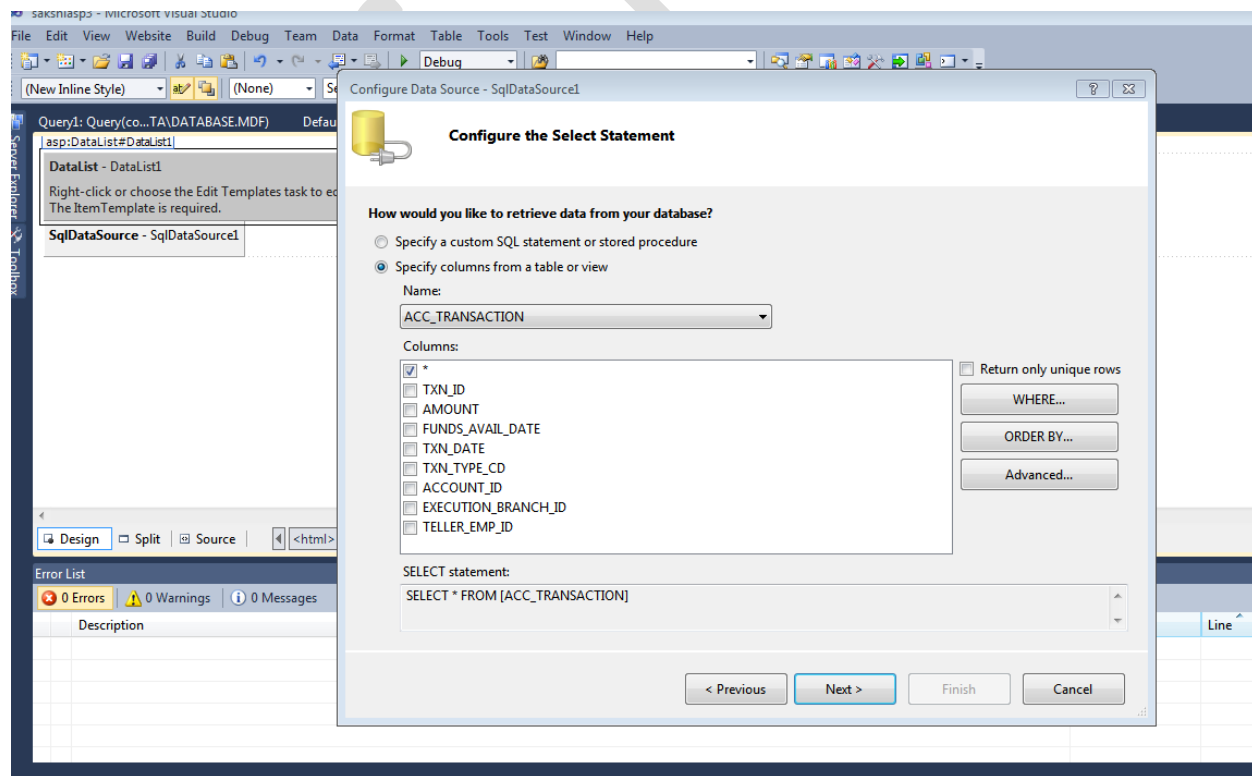 saksniasp3 - Microsoft Visual Studio
File Edit View Website Build Debug Team Data Format Table Tools Test Window Help
Debug
(New Inline Style) (None) Se
Query1: Query(co...TA\DATABASE.MDF) Defau
asp:DataList#DataList1
DataList - DataList1
Right-click or choose the Edit Templates task to ed
The ItemTemplate is required.
SqlDataSource - SqlDataSource1
Server Explorer
Toolbox
Configure Data Source - SqlDataSource1
Configure the Select Statement
How would you like to retrieve data from your database?
Specify a custom SQL statement or stored procedure
Specify columns from a table or view
Name:
ACC_TRANSACTION
Columns:
*
TXN_ID
AMOUNT
FUNDS_AVAIL_DATE
TXN_DATE
TXN_TYPE_CD
ACCOUNT_ID
EXECUTION_BRANCH_ID
TELLER_EMP_ID
Return only unique rows
WHERE...
ORDER BY...
Advanced...
SELECT statement:
SELECT * FROM [ACC_TRANSACTION]
< Previous Next > Finish Cancel
Design Split Source <html>
Error List
0 Errors 0 Warnings 0 Messages
Description Line